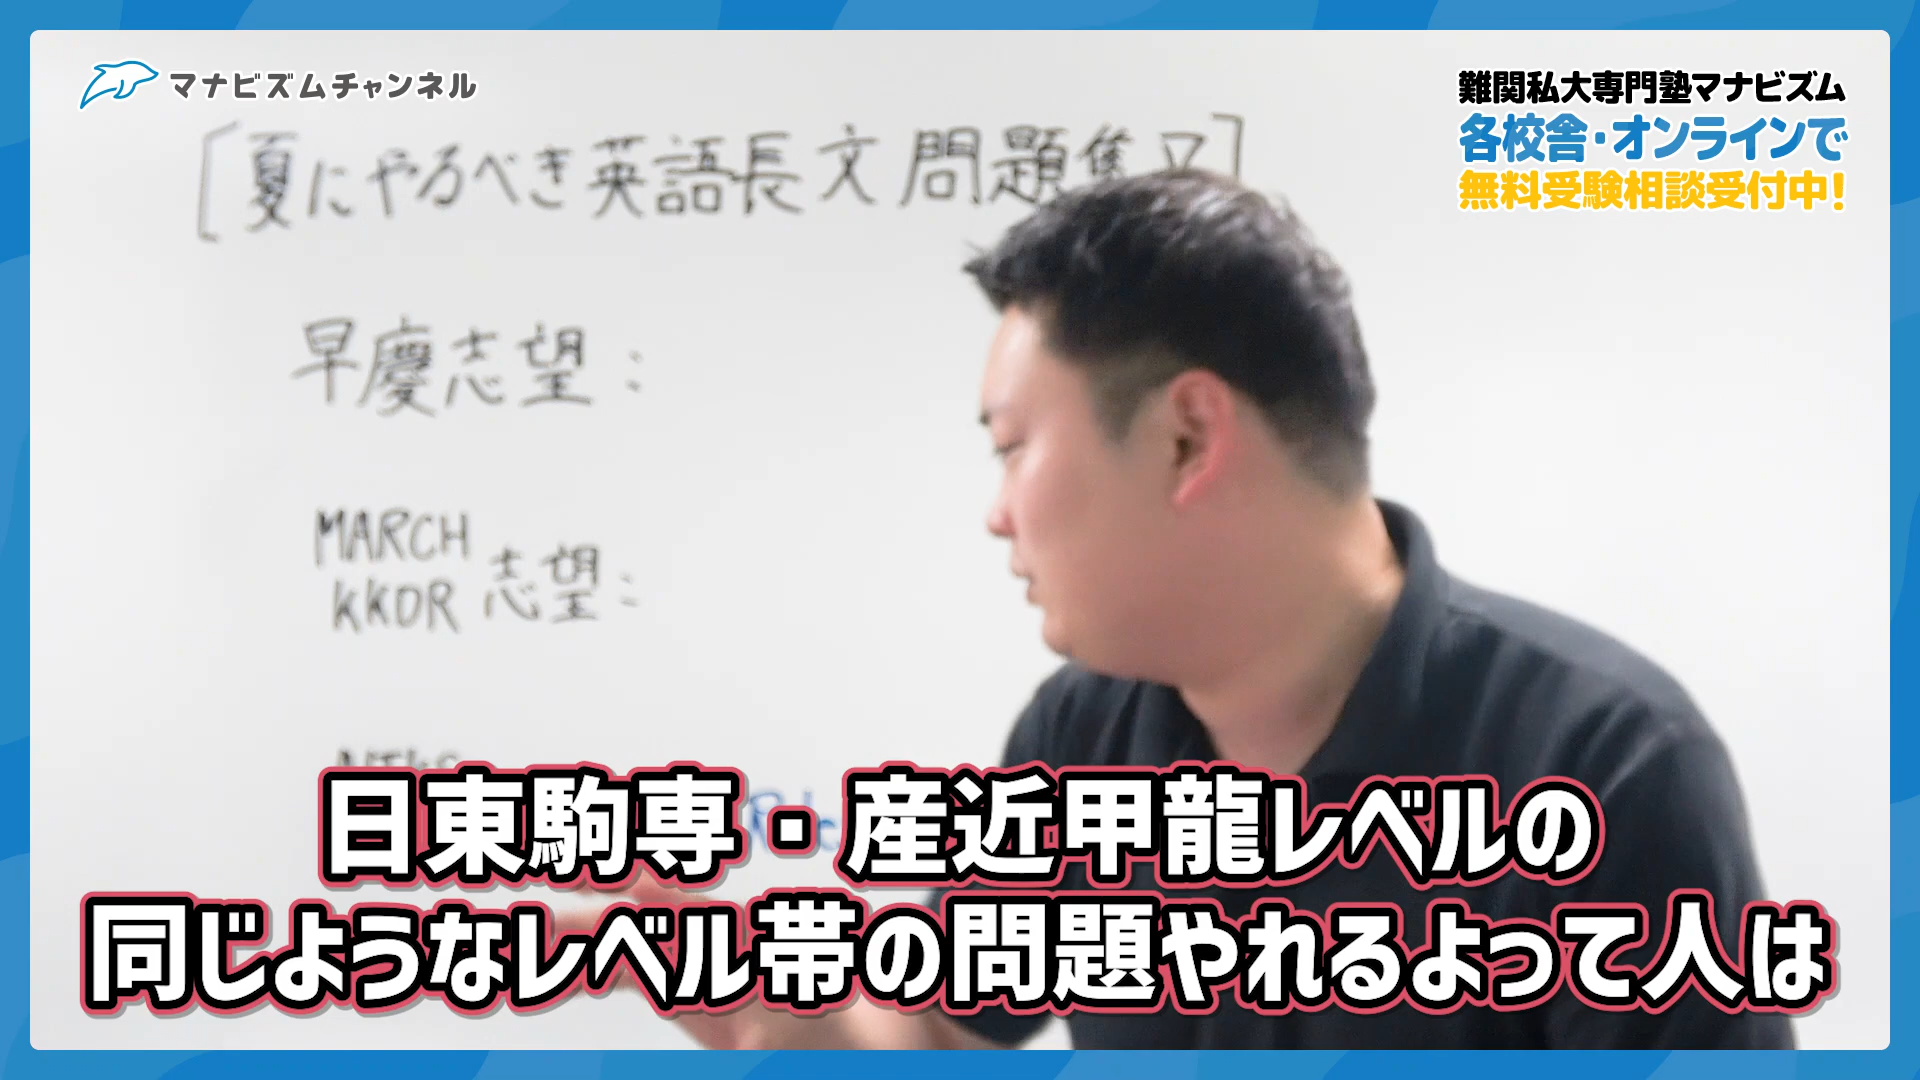 マナビズムチャンネル
難関私大専門塾マナビズム
各校舎・オンラインで
無料受験相談受付中!
[夏にやるべき英語長文問題集
早慶志望:
MARCH
KKDR 志望:
日東駒専・産近甲龍レベルの
同じようなレベル帯の問題やれるよって人は